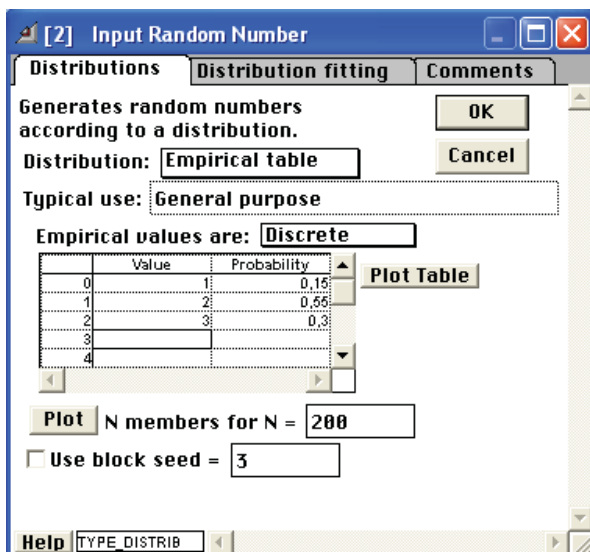 [2] Input Random Number
Distributions Distribution fitting Comments
Generates random numbers
according to a distribution.
OK
Cancel
Distribution: Empirical table
Typical use: General purpose
Empirical values are: Discrete
Value Probability
0 1 0,15
1 2 0,55
2 3 0,3
3
4
Plot Table
Plot N members for N = 200
Use block seed = 3
Help TYPE_DISTRIB